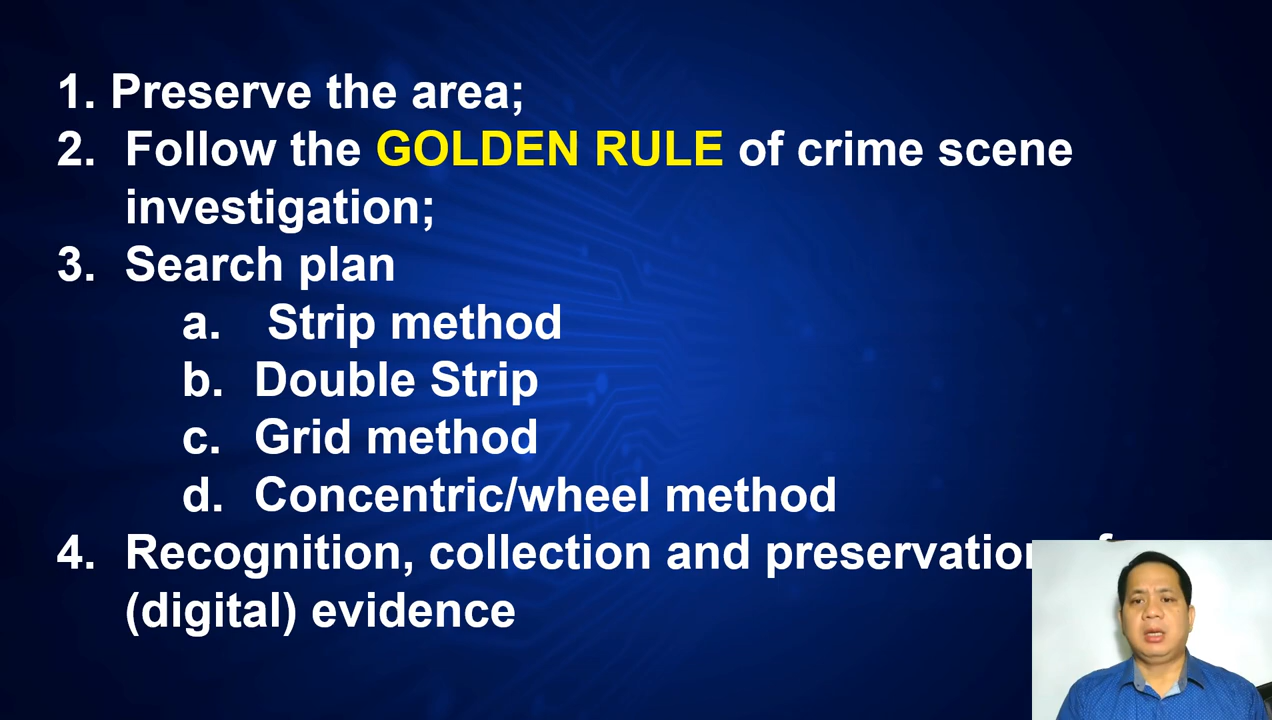 1. Preserve the area;
2. Follow the GOLDEN RULE of crime scene
investigation;
3. Search plan
a. Strip method
b. Double Strip
c. Grid method
d. Concentric/wheel method
4. Recognition, collection and preservation of
(digital) evidence